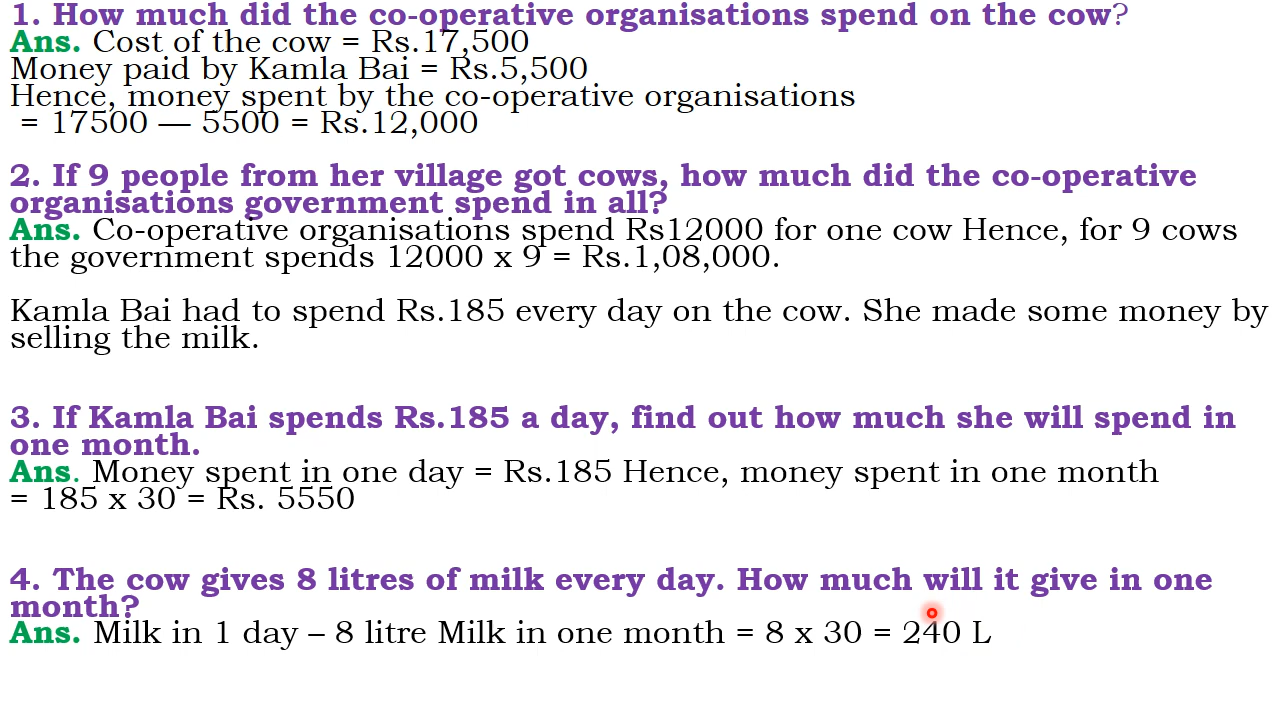 1. How much did the co-operative organisations spend on the cow?
Ans. Cost of the cow = Rs.17,500
Money paid by Kamla Bai = Rs.5,500
Hence, money spent by the co-operative organisations
= 17500 — 5500 = Rs.12,000
2. If 9 people from her village got cows, how much did the co-operative
organisations government spend in all?
Ans. Co-operative organisations spend Rs12000 for one cow Hence, for 9 cows
the government spends 12000 x 9 = Rs.1,08,000.
Kamla Bai had to spend Rs.185 every day on the cow. She made some money by
selling the milk.
3. If Kamla Bai spends Rs.185 a day, find out how much she will spend in
one month.
Ans. Money spent in one day = Rs.185 Hence, money spent in one month
= 185 x 30 = Rs. 5550
4. The cow gives 8 litres of milk every day. How much will it give in one
month?
Ans. Milk in 1 day – 8 litre Milk in one month = 8 x 30 = 240 L